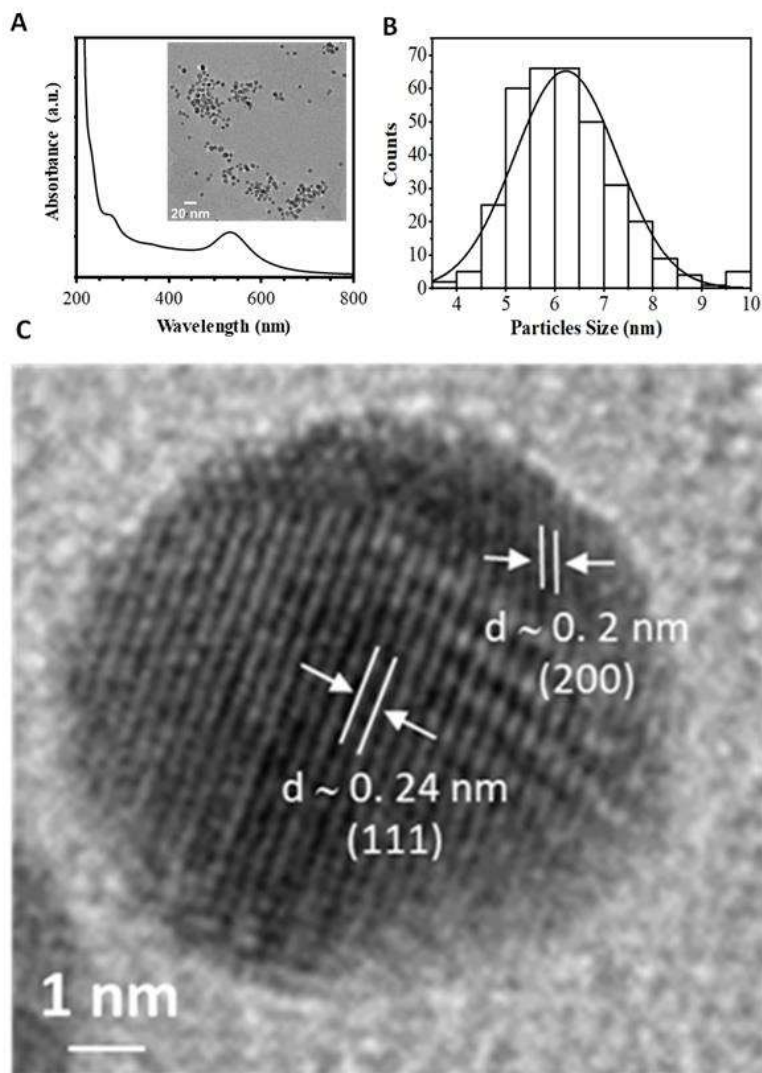 A
Absorbance (a.u.)
20 nm
200 400 600 800
Wavelength (nm)
B
Counts
70
60
50
40
30
20
10
0
4 5 6 7 8 9 10
Particles Size (nm)
C
d ~ 0. 2 nm
(200)
d ~ 0. 24 nm
(111)
1 nm